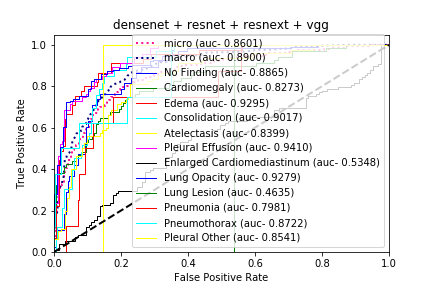 densenet + resnet + resnext + vgg
True Positive Rate
1.0
0.8
0.6
0.4
0.2
0.0
micro (auc- 0.8601)
macro (auc- 0.8900)
No Finding (auc- 0.8865)
Cardiomegaly (auc- 0.8273)
Edema (auc- 0.9295)
Consolidation (auc- 0.9017)
Atelectasis (auc- 0.8399)
Pleural Effusion (auc- 0.9410)
Enlarged Cardiomediastinum (auc- 0.5348)
Lung Opacity (auc- 0.9279)
Lung Lesion (auc- 0.4635)
Pneumonia (auc- 0.7981)
Pneumothorax (auc- 0.8722)
Pleural Other (auc- 0.8541)
0.0 0.2 0.4 0.6 0.8 1.0
False Positive Rate